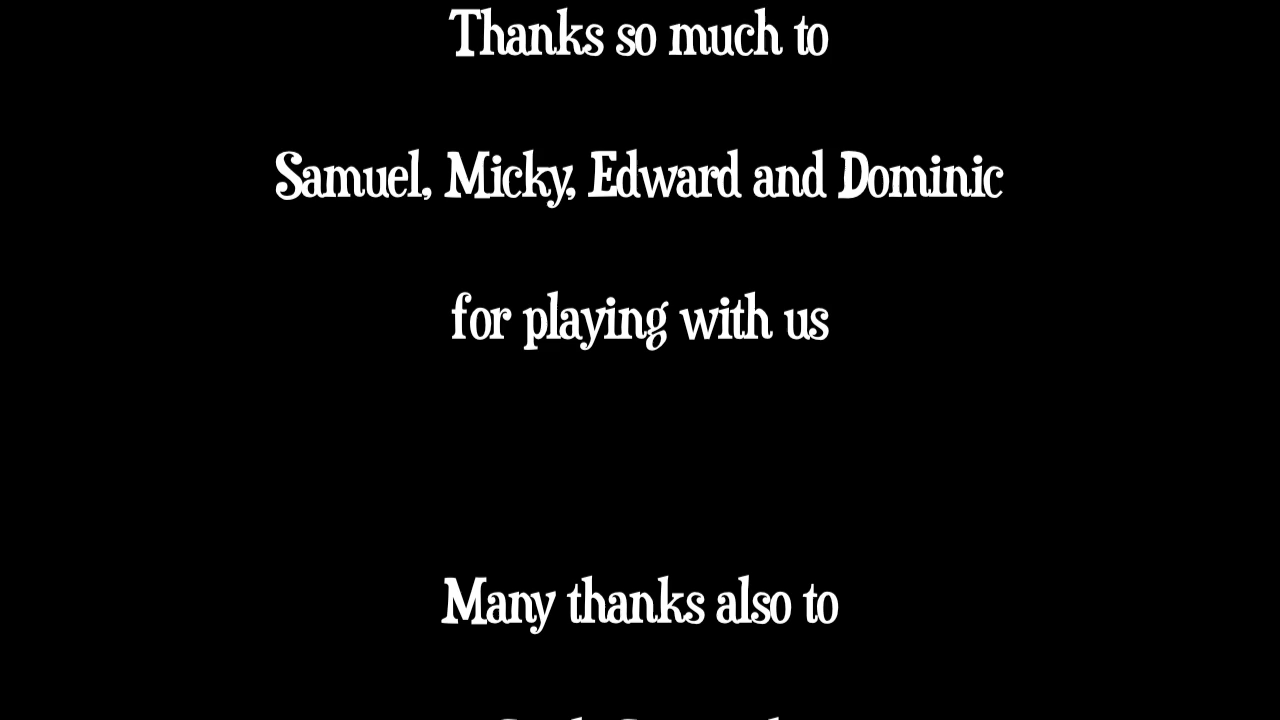 Thanks so much to
Samuel, Micky, Edward and Dominic
for playing with us
Many thanks also to